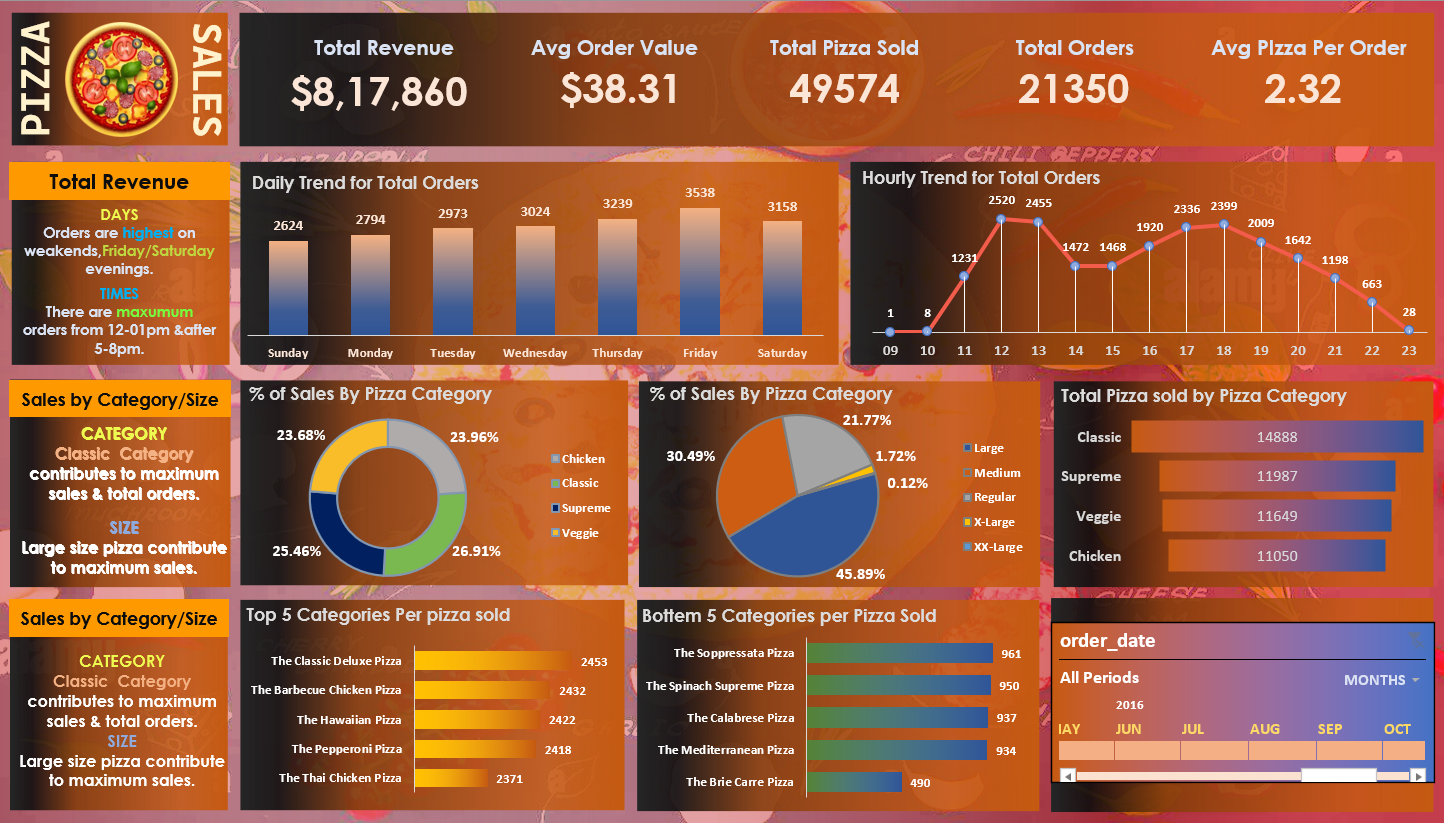 PIZZA
SALES
Total Revenue
$8,17,860
Avg Order Value
$38.31
Total Pizza Sold
49574
Total Orders
21350
Avg PIzza Per Order
2.32
Total Revenue
DAYS
Orders are highest on
weakends,Friday/Saturday
evenings.
TIMES
There are maxumum
orders from 12-01pm &after
5-8pm.
Daily Trend for Total Orders
2624
2794
2973
3024
3239
3538
3158
Sunday
Monday
Tuesday
Wednesday
Thursday
Friday
Saturday
Hourly Trend for Total Orders
1
8
1231
2520
2455
1472
1468
1920
2336
2399
2009
1642
1198
663
28
09
10
11
12
13
14
15
16
17
18
19
20
21
22
23
Sales by Category/Size
CATEGORY
Classic Category
contributes to maximum
sales & total orders.
SIZE
Large size pizza contribute
to maximum sales.
% of Sales By Pizza Category
23.68%
23.96%
25.46%
26.91%
Chicken
Classic
Supreme
Veggie
% of Sales By Pizza Category
21.77%
30.49%
1.72%
0.12%
45.89%
Large
Medium
Regular
X-Large
XX-Large
Total Pizza sold by Pizza Category
Classic 14888
Supreme 11987
Veggie 11649
Chicken 11050
Sales by Category/Size
CATEGORY
Classic Category
contributes to maximum
sales & total orders.
SIZE
Large size pizza contribute
to maximum sales.
Top 5 Categories Per pizza sold
The Classic Deluxe Pizza 2453
The Barbecue Chicken Pizza 2432
The Hawaiian Pizza 2422
The Pepperoni Pizza 2418
The Thai Chicken Pizza 2371
Bottem 5 Categories per Pizza Sold
The Soppressata Pizza 961
The Spinach Supreme Pizza 950
The Calabrese Pizza 937
The Mediterranean Pizza 934
The Brie Carre Pizza 490
order_date
All Periods
MONTHS
2016
IAY JUN JUL AUG SEP OCT
MOZZARELLA
CHILI PEPPERS
CHEESE
alamy